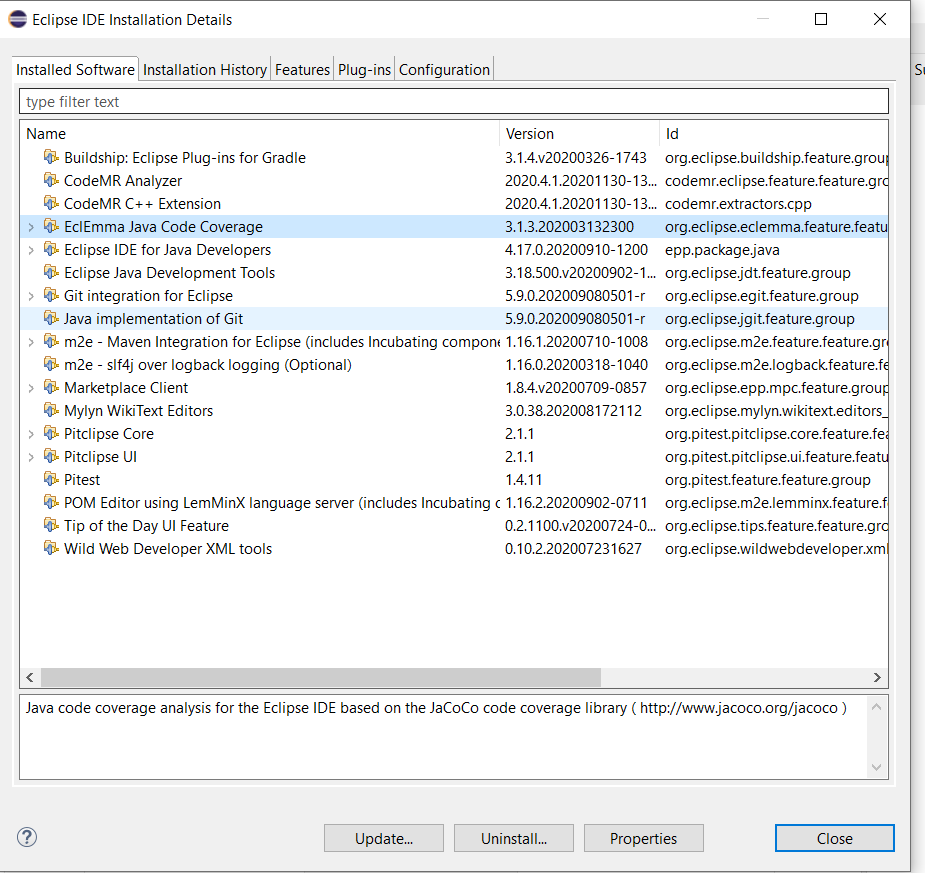 Eclipse IDE Installation Details
Su
Installed Software Installation History Features Plug-ins Configuration
type filter text
Name Version Id
Buildship: Eclipse Plug-ins for Gradle 3.1.4.v20200326-1743 org.eclipse.buildship.feature.group
CodeMR Analyzer 2020.4.1.20201130-13... codemr.eclipse.feature.feature.gro
CodeMR C++ Extension 2020.4.1.20201130-13... codemr.extractors.cpp
EclEmma Java Code Coverage 3.1.3.202003132300 org.eclipse.eclemma.feature.featu
Eclipse IDE for Java Developers 4.17.0.20200910-1200 epp.package.java
Eclipse Java Development Tools 3.18.500.v20200902-1... org.eclipse.jdt.feature.group
Git integration for Eclipse 5.9.0.202009080501-r org.eclipse.egit.feature.group
Java implementation of Git 5.9.0.202009080501-r org.eclipse.jgit.feature.group
m2e - Maven Integration for Eclipse (includes Incubating compone 1.16.1.20200710-1008 org.eclipse.m2e.feature.feature.gr
m2e - slf4j over logback logging (Optional) 1.16.0.20200318-1040 org.eclipse.m2e.logback.feature.fe
Marketplace Client 1.8.4.v20200709-0857 org.eclipse.epp.mpc.feature.group
Mylyn WikiText Editors 3.0.38.202008172112 org.eclipse.mylyn.wikitext.editors_
Pitclipse Core 2.1.1 org.pitest.pitclipse.core.feature.fea
Pitclipse UI 2.1.1 org.pitest.pitclipse.ui.feature.featu
Pitest 1.4.11 org.pitest.feature.feature.group
POM Editor using LemMinX language server (includes Incubating c 1.16.2.20200902-0711 org.eclipse.m2e.lemminx.feature.f
Tip of the Day UI Feature 0.2.1100.v20200724-0... org.eclipse.tips.feature.feature.gro
Wild Web Developer XML tools 0.10.2.202007231627 org.eclipse.wildwebdeveloper.xml
Java code coverage analysis for the Eclipse IDE based on the JaCoCo code coverage library ( http://www.jacoco.org/jacoco )
? Update... Uninstall... Properties Close